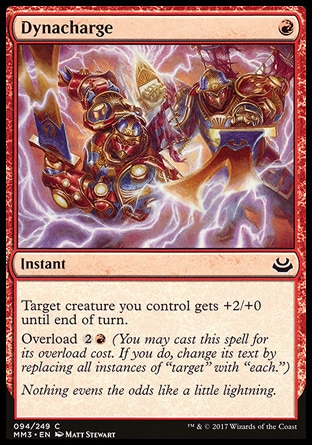 Dynacharge
Instant
Target creature you control gets +2/+0
until end of turn.
Overload 2 (You may cast this spell for
its overload cost. If you do, change its text by
replacing all instances of “target” with “each.”)
Nothing evens the odds like a little lightning.
094/249 C
MM3 • EN Matt Stewart
™ & © 2017 Wizards of the Coast